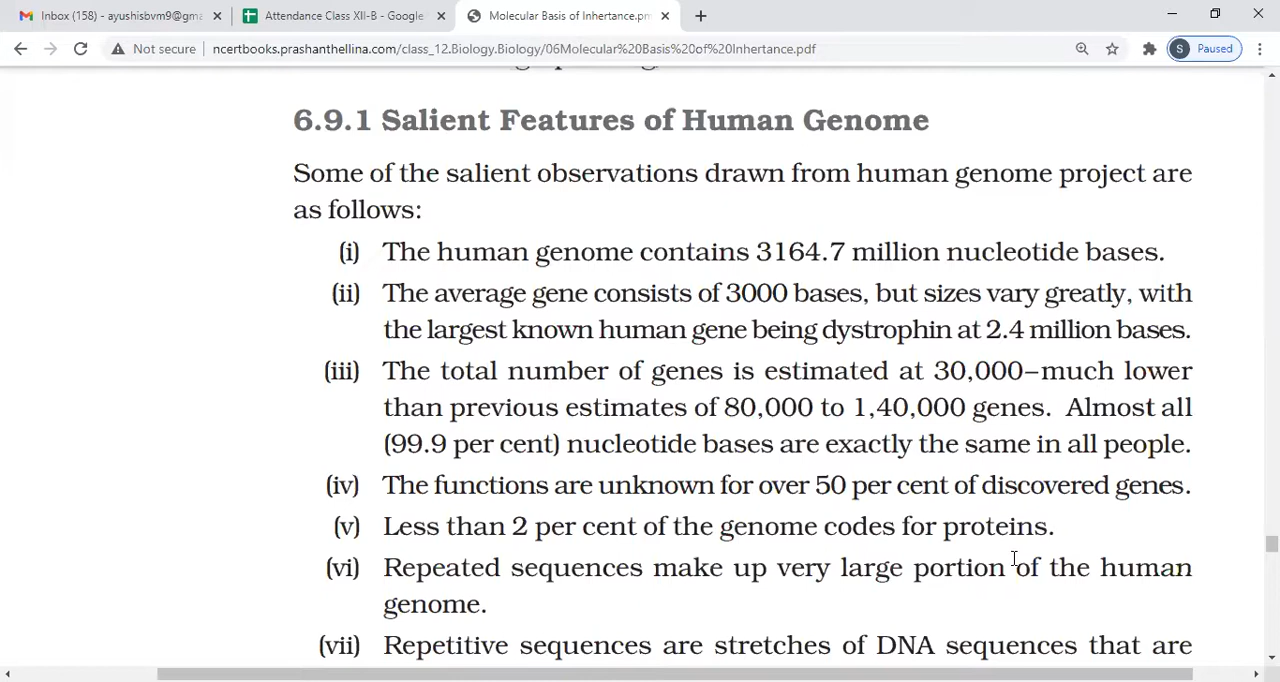 Inbox (158) - ayushisbvm9@gma
Attendance Class XII-B - Google
Molecular Basis of Inhertance.pn
Not secure
ncertbooks.prashanthellina.com/class_12.Biology.Biology/06Molecular%20Basis%20of%20Inhertance.pdf
S Paused
6.9.1 Salient Features of Human Genome
Some of the salient observations drawn from human genome project are
as follows:
(i) The human genome contains 3164.7 million nucleotide bases.
(ii) The average gene consists of 3000 bases, but sizes vary greatly, with
the largest known human gene being dystrophin at 2.4 million bases.
(iii) The total number of genes is estimated at 30,000–much lower
than previous estimates of 80,000 to 1,40,000 genes. Almost all
(99.9 per cent) nucleotide bases are exactly the same in all people.
(iv) The functions are unknown for over 50 per cent of discovered genes.
(v) Less than 2 per cent of the genome codes for proteins.
(vi) Repeated sequences make up very large portion of the human
genome.
(vii) Repetitive sequences are stretches of DNA sequences that are